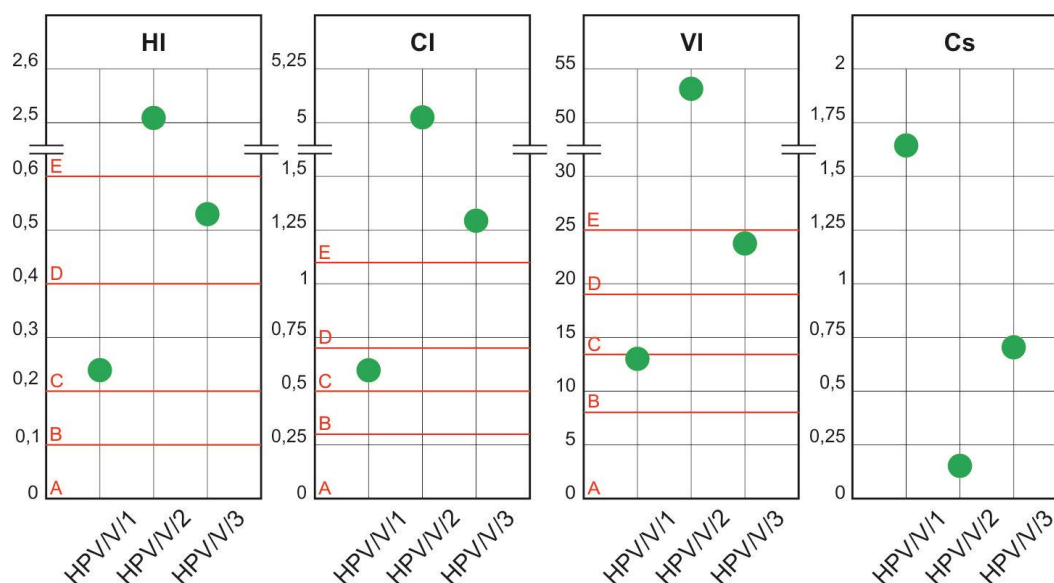 HI
2,6
2,5
0,6
0,5
0,4
0,3
0,2
0,1
0
E
D
C
B
A
HPV/V/1
HPV/V/2
HPV/V/3
CI
5,25
5
1,5
1,25
1
0,75
0,5
0,25
0
E
D
C
B
A
HPV/V/1
HPV/V/2
HPV/V/3
VI
55
50
30
25
20
15
10
5
0
E
D
C
B
A
HPV/V/1
HPV/V/2
HPV/V/3
Cs
2
1,75
1,5
1,25
1
0,75
0,5
0,25
0
HPV/V/1
HPV/V/2
HPV/V/3